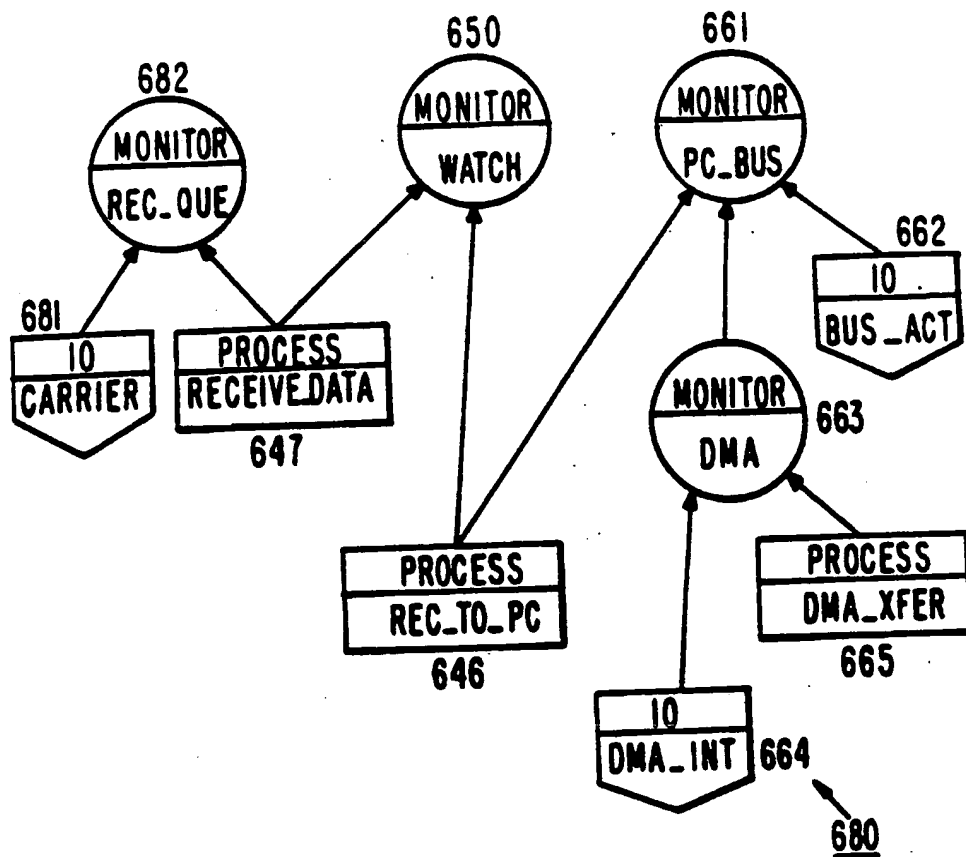 650
661
682
MONITOR
WATCH
MONITOR
PC_BUS
MONITOR
REC_QUE
662
IO
BUS_ACT
681
IO
CARRIER
PROCESS
RECEIVE_DATA
647
MONITOR
DMA
663
PROCESS
REC_TO_PC
646
PROCESS
DMA_XFER
665
IO
DMA_INT
664
680